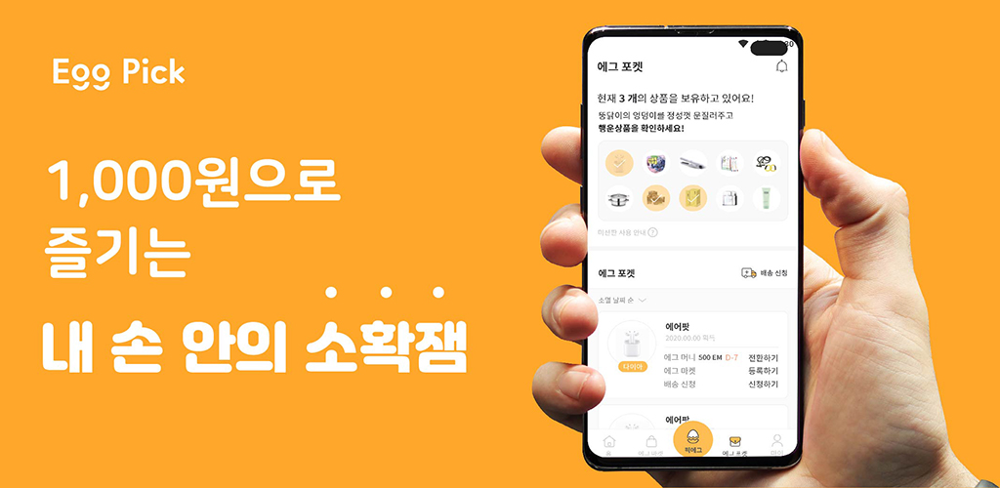 Egg Pick
1,000원으로
즐기는
내 손 안의 소확잼
에그 포켓
현재 3 개의 상품을 보유하고 있어요!
뚱닭이의 엉덩이를 정성껏 문질러주고
행운상품을 확인하세요!
미선란 사용 안내 ?
에그 포켓
배송 신청
소멸 날짜 순
에어팟
2020.00.00 획득
다이아
에그 머니 500 EM D-7 전환하기
에그 마켓 등록하기
배송 신청 신청하기
에어팟
홈
에그 마켓
픽에그
에그 포켓
마이